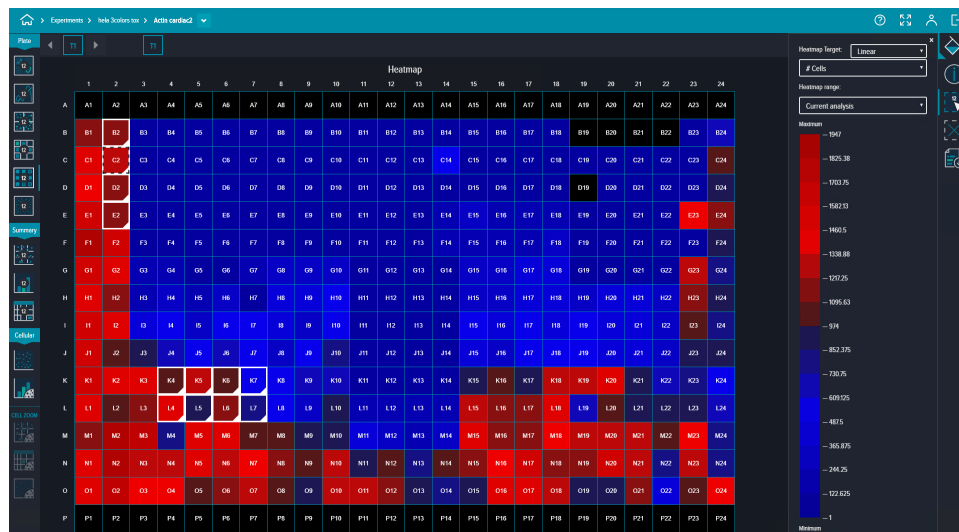 Experiments > hela 3colors tox > Actin cardiac2
Plate
T1 T1
Heatmap
1 2 3 4 5 6 7 8 9 10 11 12 13 14 15 16 17 18 19 20 21 22 23 24
A A1 A2 A3 A4 A5 A6 A7 A8 A9 A10 A11 A12 A13 A14 A15 A16 A17 A18 A19 A20 A21 A22 A23 A24
B B1 B2 B3 B4 B5 B6 B7 B8 B9 B10 B11 B12 B13 B14 B15 B16 B17 B18 B19 B20 B21 B22 B23 B24
C C1 C2 C3 C4 C5 C6 C7 C8 C9 C10 C11 C12 C13 C14 C15 C16 C17 C18 C19 C20 C21 C22 C23 C24
D D1 D2 D3 D4 D5 D6 D7 D8 D9 D10 D11 D12 D13 D14 D15 D16 D17 D18 D19 D20 D21 D22 D23 D24
E E1 E2 E3 E4 E5 E6 E7 E8 E9 E10 E11 E12 E13 E14 E15 E16 E17 E18 E19 E20 E21 E22 E23 E24
F F1 F2 F3 F4 F5 F6 F7 F8 F9 F10 F11 F12 F13 F14 F15 F16 F17 F18 F19 F20 F21 F22 F23 F24
G G1 G2 G3 G4 G5 G6 G7 G8 G9 G10 G11 G12 G13 G14 G15 G16 G17 G18 G19 G20 G21 G22 G23 G24
H H1 H2 H3 H4 H5 H6 H7 H8 H9 H10 H11 H12 H13 H14 H15 H16 H17 H18 H19 H20 H21 H22 H23 H24
I I1 I2 I3 I4 I5 I6 I7 I8 I9 I10 I11 I12 I13 I14 I15 I16 I17 I18 I19 I20 I21 I22 I23 I24
J J1 J2 J3 J4 J5 J6 J7 J8 J9 J10 J11 J12 J13 J14 J15 J16 J17 J18 J19 J20 J21 J22 J23 J24
K K1 K2 K3 K4 K5 K6 K7 K8 K9 K10 K11 K12 K13 K14 K15 K16 K17 K18 K19 K20 K21 K22 K23 K24
L L1 L2 L3 L4 L5 L6 L7 L8 L9 L10 L11 L12 L13 L14 L15 L16 L17 L18 L19 L20 L21 L22 L23 L24
M M1 M2 M3 M4 M5 M6 M7 M8 M9 M10 M11 M12 M13 M14 M15 M16 M17 M18 M19 M20 M21 M22 M23 M24
N N1 N2 N3 N4 N5 N6 N7 N8 N9 N10 N11 N12 N13 N14 N15 N16 N17 N18 N19 N20 N21 N22 N23 N24
O O1 O2 O3 O4 O5 O6 O7 O8 O9 O10 O11 O12 O13 O14 O15 O16 O17 O18 O19 O20 O21 O22 O23 O24
P P1 P2 P3 P4 P5 P6 P7 P8 P9 P10 P11 P12 P13 P14 P15 P16 P17 P18 P19 P20 P21 P22 P23 P24
12
12
12
12
12
12
Summary
12
12
12
Cellular
CELL ZOOM
Heatmap Target: Linear
# Cells
Heatmap range:
Current analysis
Maximum
1947
1825.38
1703.75
1582.13
1460.5
1338.88
1217.25
1095.63
974
852.375
730.75
609.125
487.5
365.875
244.25
122.625
1
Minimum